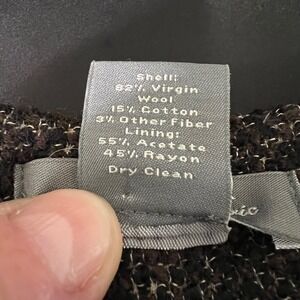 Shell:
82% Virgin
Wool
15% Cotton
3% Other Fiber
Lining:
55% Acetate
45% Rayon
Dry Clean